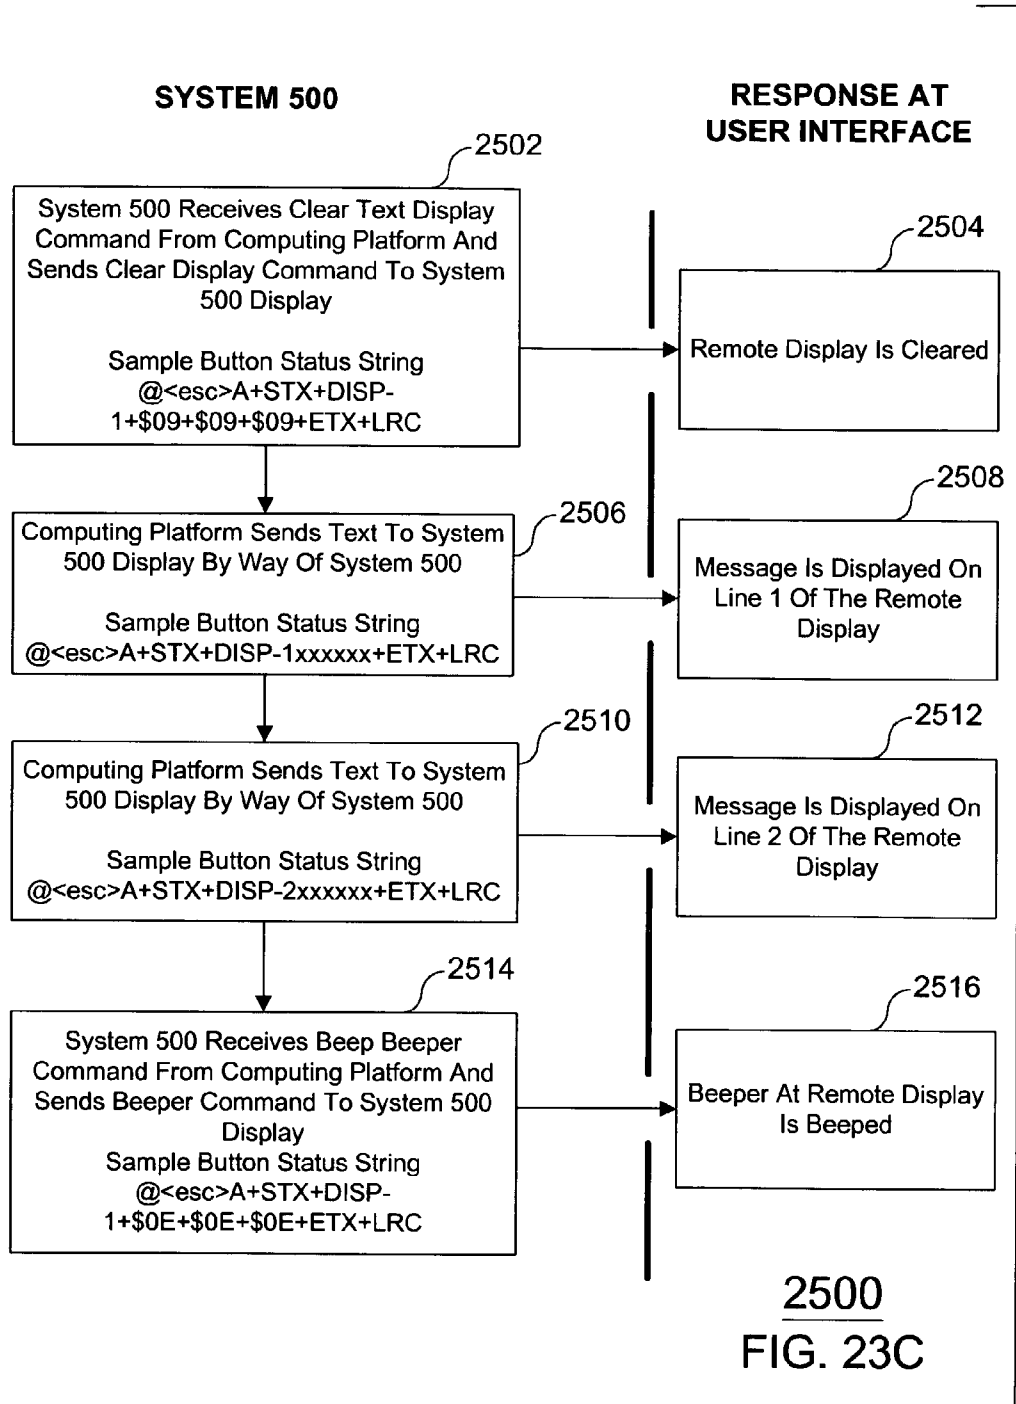 SYSTEM 500
RESPONSE AT
USER INTERFACE
2502
System 500 Receives Clear Text Display
Command From Computing Platform And
Sends Clear Display Command To System
500 Display
Sample Button Status String
@<esc>A+STX+DISP-
1+$09+$09+$09+ETX+LRC
2504
Remote Display Is Cleared
2506
Computing Platform Sends Text To System
500 Display By Way Of System 500
Sample Button Status String
@<esc>A+STX+DISP-1xxxxxx+ETX+LRC
2508
Message Is Displayed On
Line 1 Of The Remote
Display
2510
Computing Platform Sends Text To System
500 Display By Way Of System 500
Sample Button Status String
@<esc>A+STX+DISP-2xxxxxx+ETX+LRC
2512
Message Is Displayed On
Line 2 Of The Remote
Display
2514
System 500 Receives Beep Beeper
Command From Computing Platform And
Sends Beeper Command To System 500
Display
Sample Button Status String
@<esc>A+STX+DISP-
1+$0E+$0E+$0E+ETX+LRC
2516
Beeper At Remote Display
Is Beeped
2500
FIG. 23C